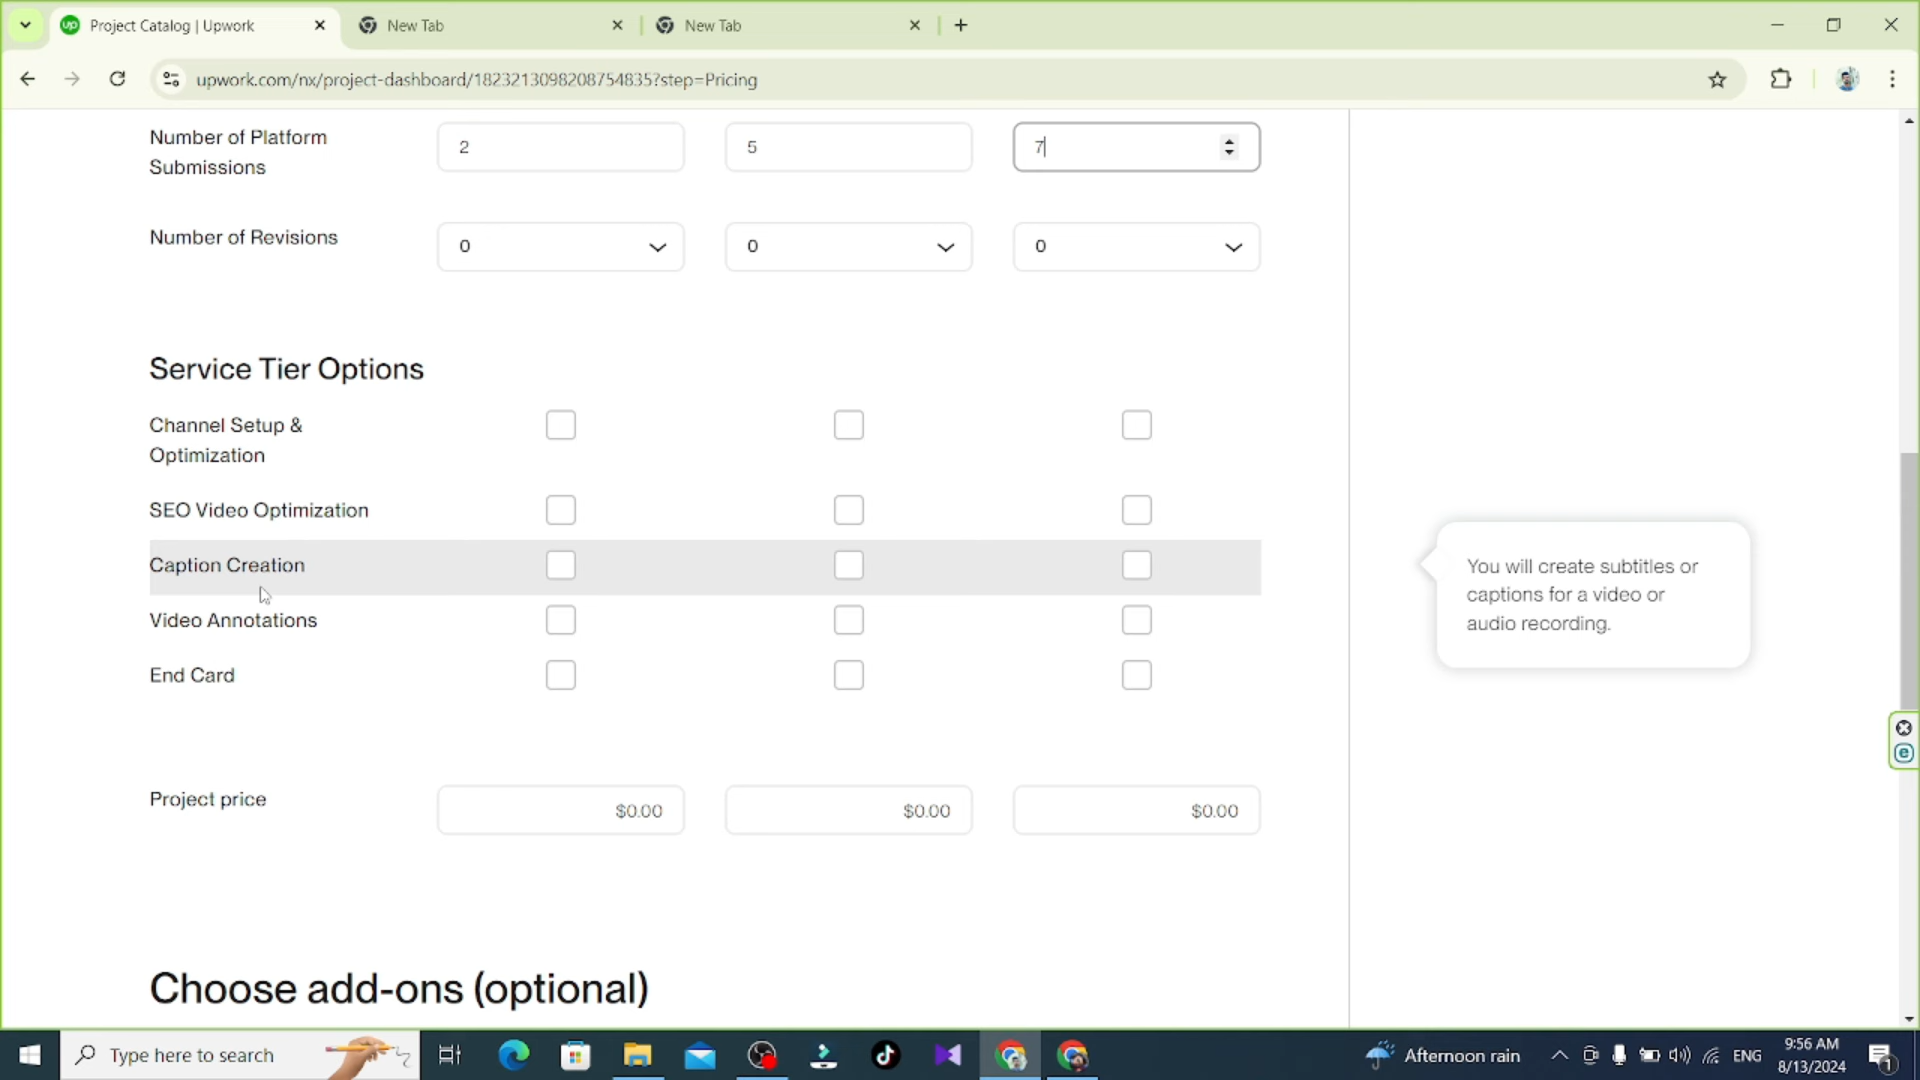 Project Catalog | Upwork
New Tab
New Tab
upwork.com/nx/project-dashboard/1823213098208754835?step=Pricing
Number of Platform
Submissions
2
5
7
Number of Revisions
0
0
0
Service Tier Options
Channel Setup &
Optimization
SEO Video Optimization
Caption Creation
Video Annotations
End Card
You will create subtitles or
captions for a video or
audio recording.
Project price
$0.00
$0.00
$0.00
Choose add-ons (optional)
Type here to search
Afternoon rain
ENG
9:56 AM
8/13/2024
1